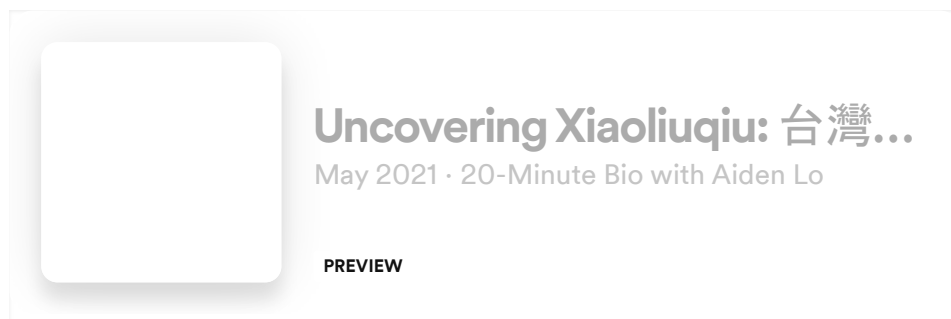 Uncovering Xiaoliuqiu: 台灣...
May 2021 · 20-Minute Bio with Aiden Lo
PREVIEW